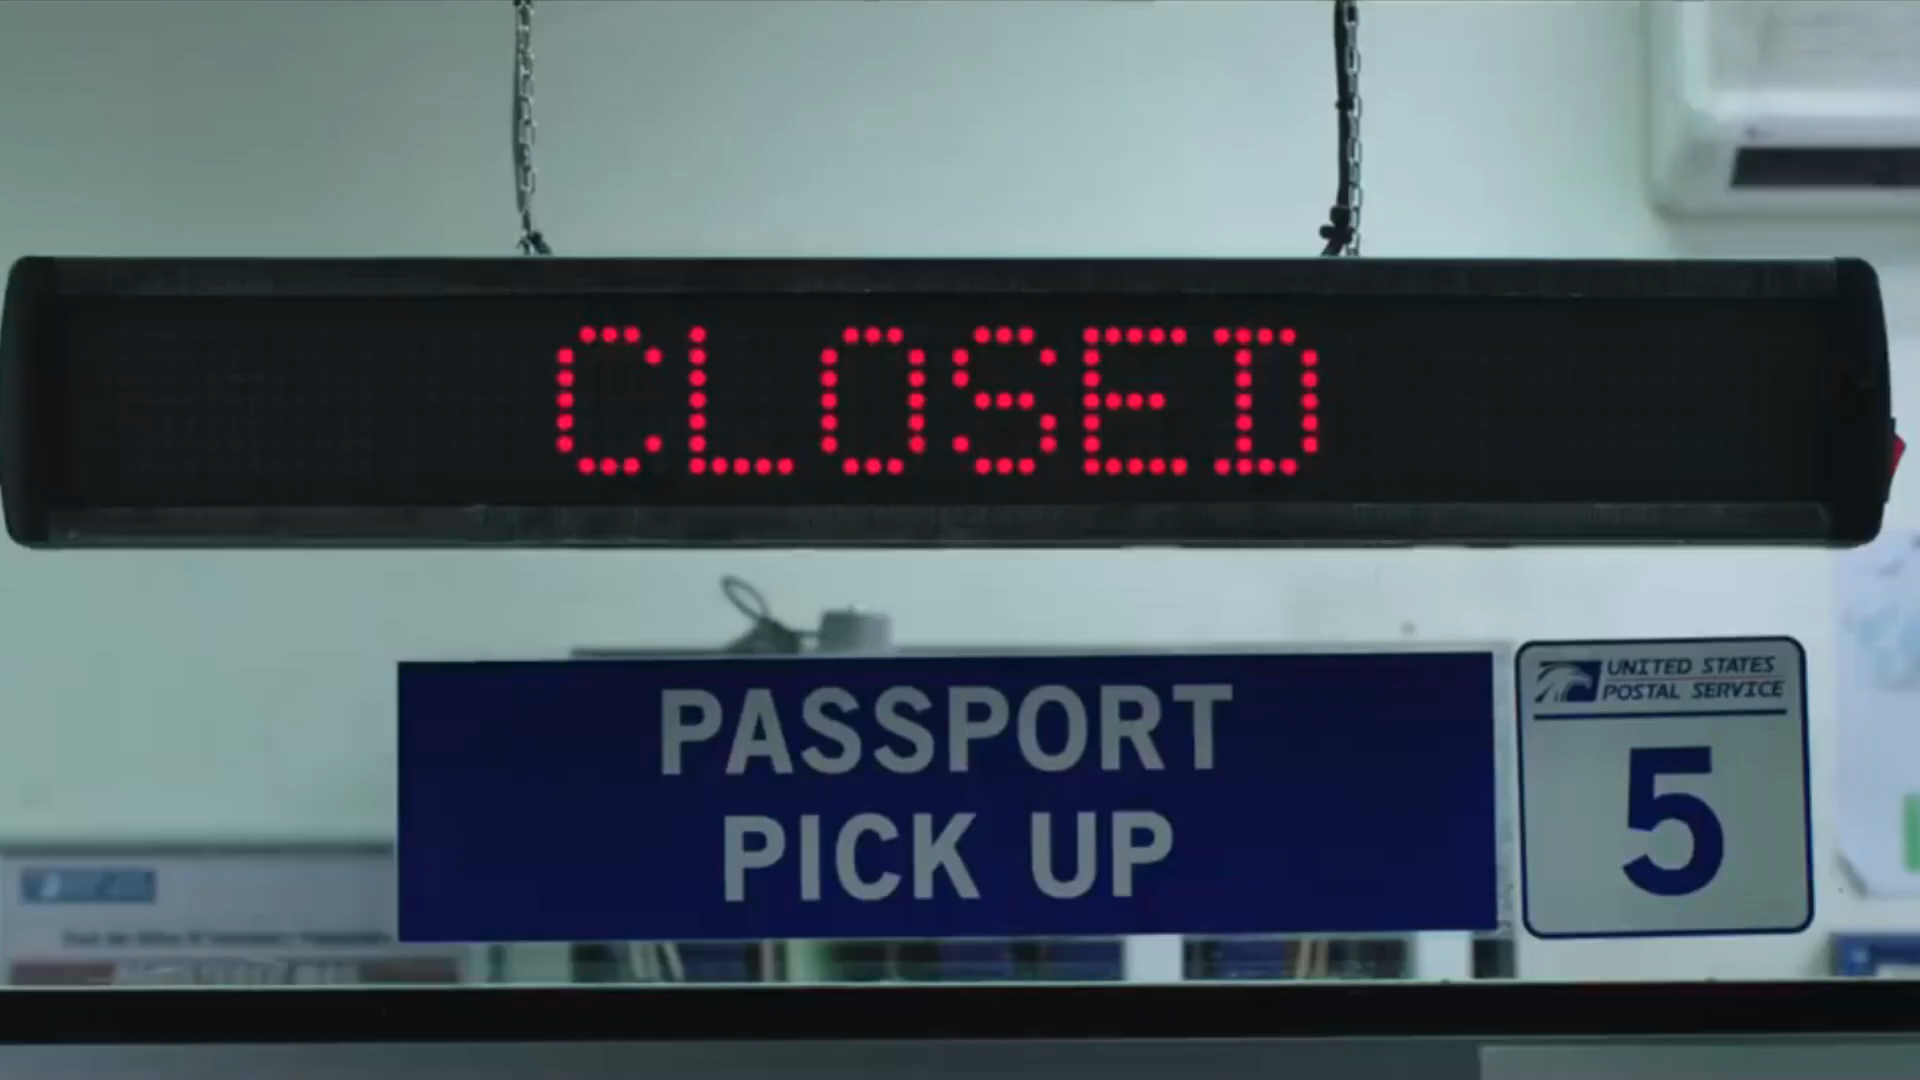 CLOSED
PASSPORT
PICK UP
UNITED STATES
POSTAL SERVICE
5